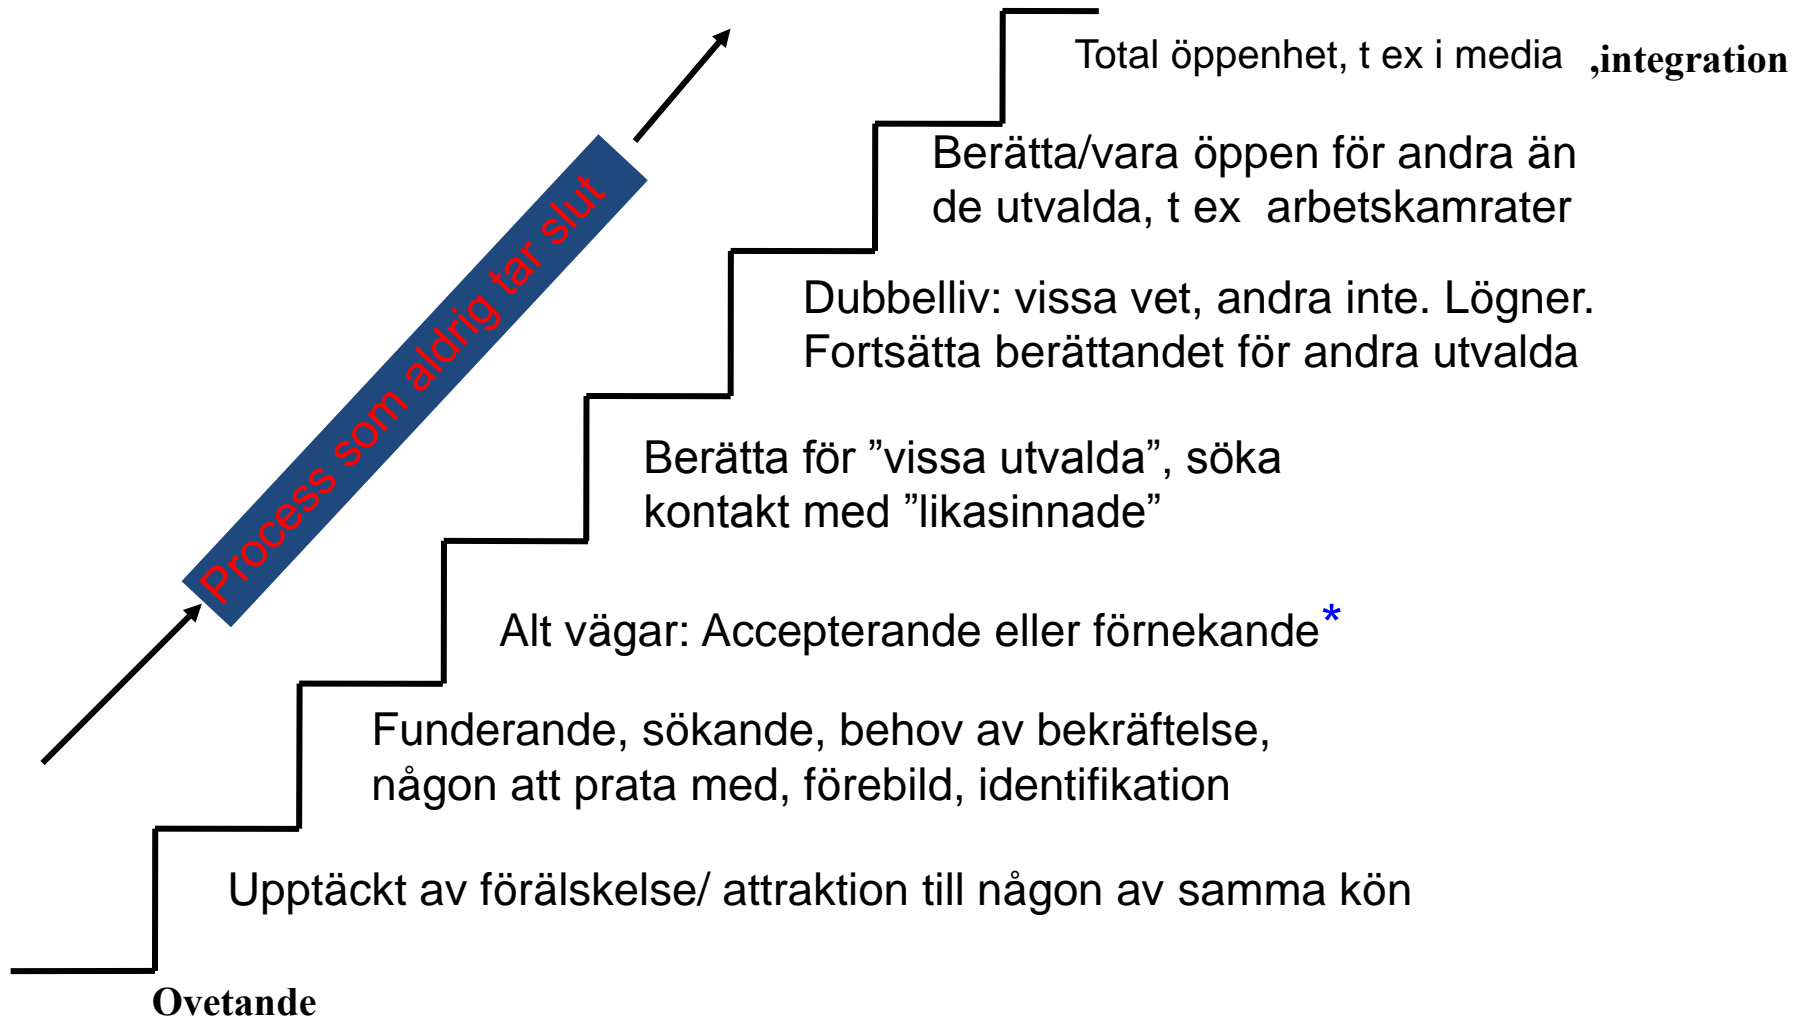 Total öppenhet, t ex i media ,integration
Berätta/vara öppen för andra än
de utvalda, t ex arbetskamrater
Dubbelliv: vissa vet, andra inte. Lögner.
Fortsätta berättandet för andra utvalda
Berätta för ”vissa utvalda”, söka
kontakt med ”likasinnade”
Alt vägar: Accepterande eller förnekande*
Funderande, sökande, behov av bekräftelse,
någon att prata med, förebild, identifikation
Upptäckt av förälskelse/ attraktion till någon av samma kön
Ovetande
Process som aldrig tar slut